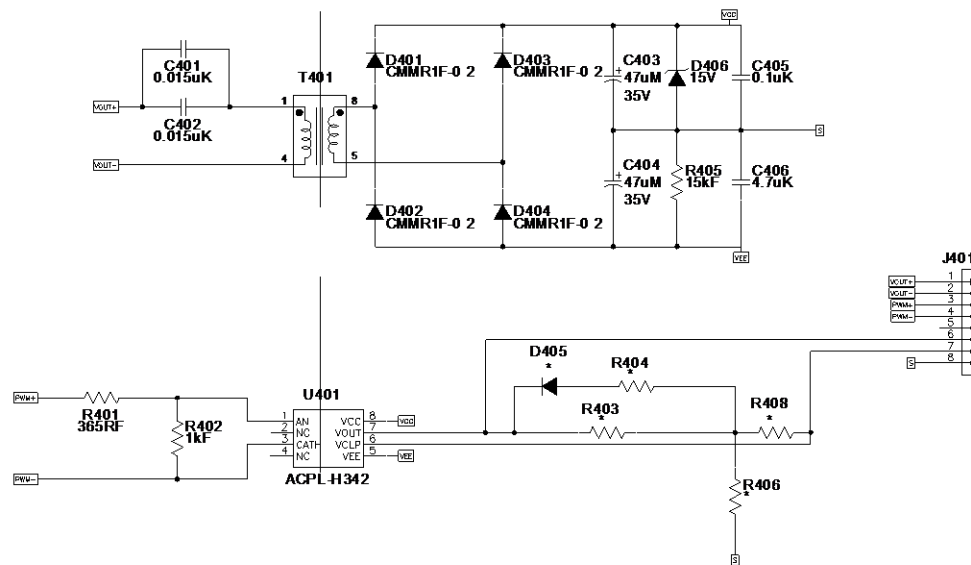 VCC
C401
0.015uK
T401
D401
CMMR1F-0 2
D403
CMMR1F-0 2
C403
47uM
35V
D406
15V
C405
0.1uK
VOUT+
1
8
C402
0.015uK
S
VOUT-
4
5
C404
47uM
35V
R405
15kF
C406
4.7uK
D402
CMMR1F-0 2
D404
CMMR1F-0 2
VEE
J401
VOUT+
1
VOUT-
2
PWM+
3
PWM-
4
5
6
7
S
8
D405
*
R404
*
U401
PWM+
R401
365RF
R402
1kF
1
AN
VCC
8
VCC
2
NC
VOUT
7
3
CATH
VCLP
6
4
NC
VEE
5
VEE
ACPL-H342
R403
*
R408
*
PWM-
R406
*
S